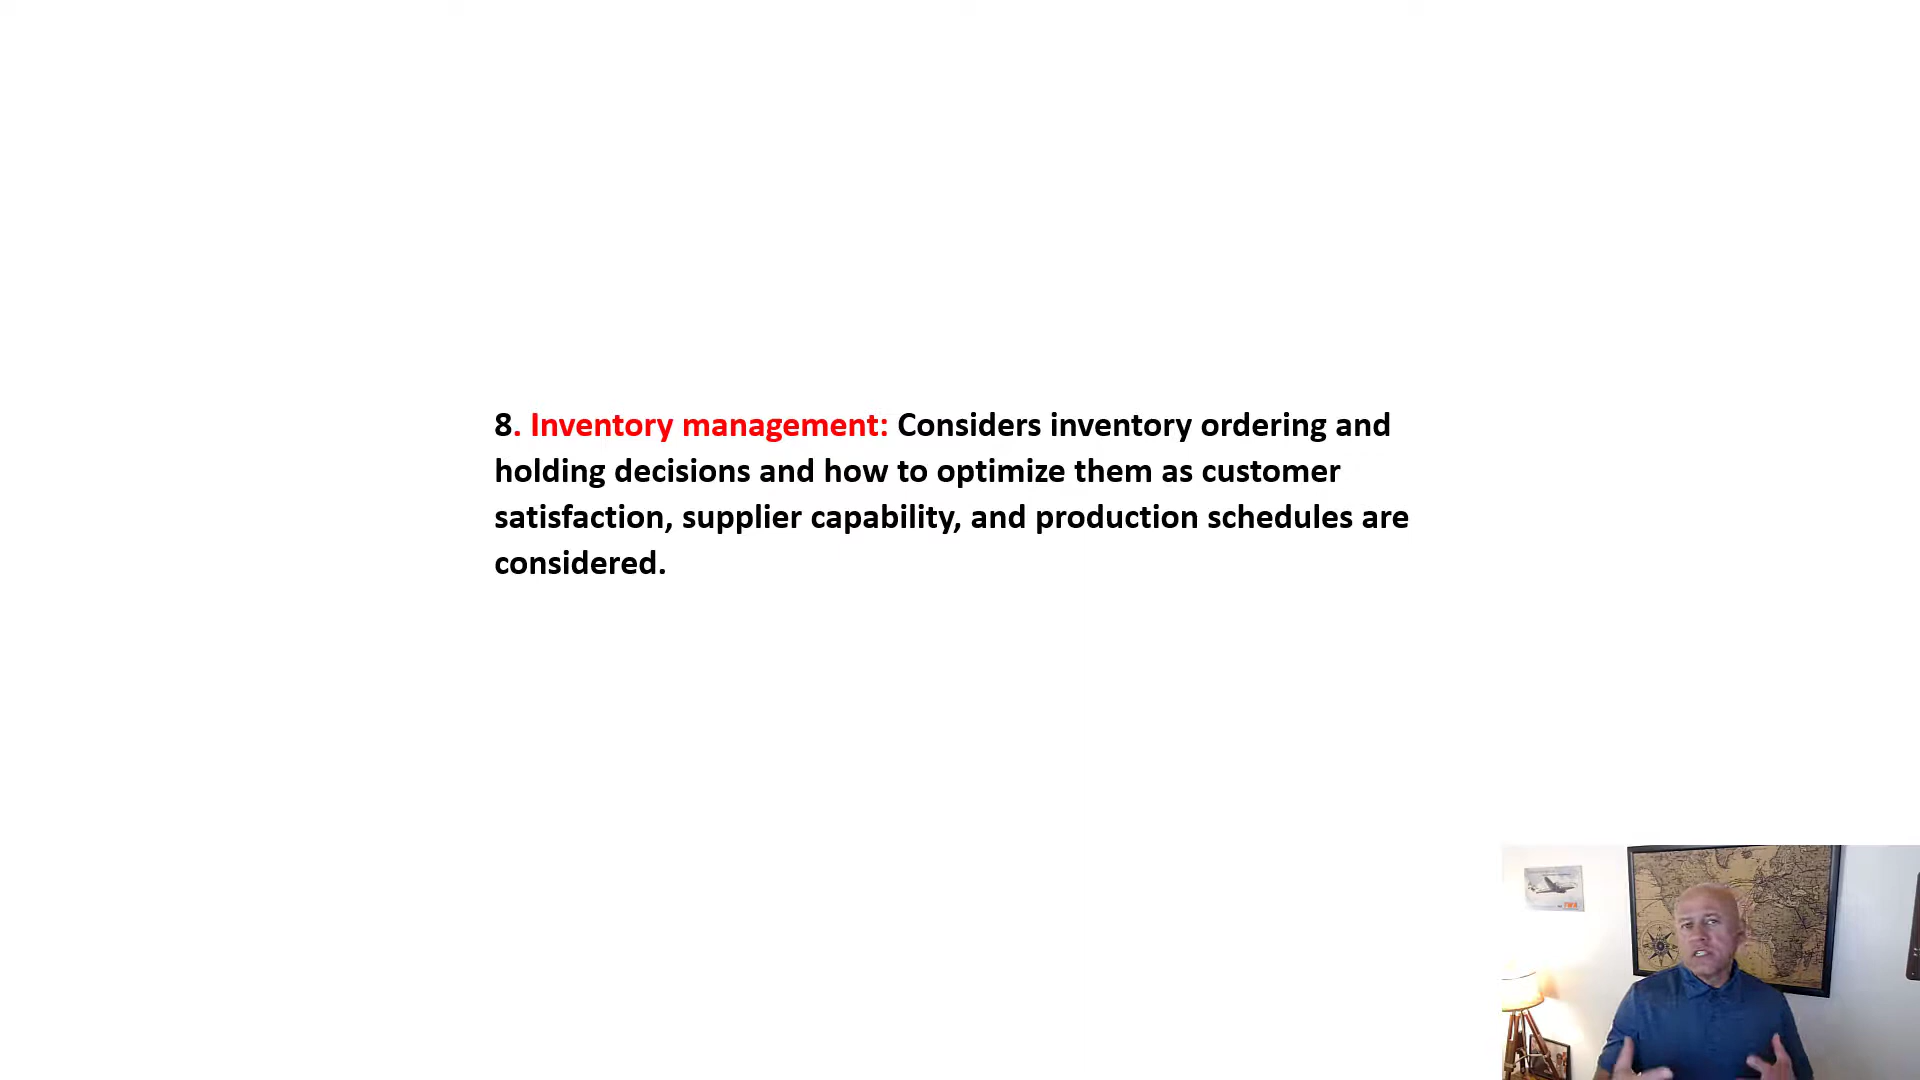 8. Inventory management: Considers inventory ordering and
holding decisions and how to optimize them as customer
satisfaction, supplier capability, and production schedules are
considered.